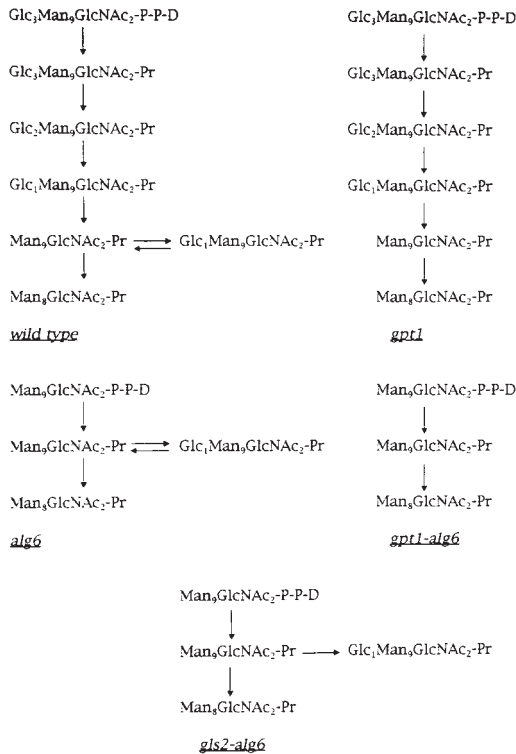 Glc₃Man₉GlcNAc₂-P-P-D
Glc₃Man₉GlcNAc₂-Pr
Glc₂Man₉GlcNAc₂-Pr
Glc₁Man₉GlcNAc₂-Pr
Man₉GlcNAc₂-Pr Glc₁Man₉GlcNAc₂-Pr
Man₈GlcNAc₂-Pr
wild type
Glc₃Man₉GlcNAc₂-P-P-D
Glc₃Man₉GlcNAc₂-Pr
Glc₂Man₉GlcNAc₂-Pr
Glc₁Man₉GlcNAc₂-Pr
Man₉GlcNAc₂-Pr
Man₈GlcNAc₂-Pr
gpt1
Man₉GlcNAc₂-P-P-D
Man₉GlcNAc₂-Pr Glc₁Man₉GlcNAc₂-Pr
Man₈GlcNAc₂-Pr
alg6
Man₉GlcNAc₂-P-P-D
Man₉GlcNAc₂-Pr
Man₈GlcNAc₂-Pr
gpt1-alg6
Man₉GlcNAc₂-P-P-D
Man₉GlcNAc₂-Pr Glc₁Man₉GlcNAc₂-Pr
Man₈GlcNAc₂-Pr
gls2-alg6